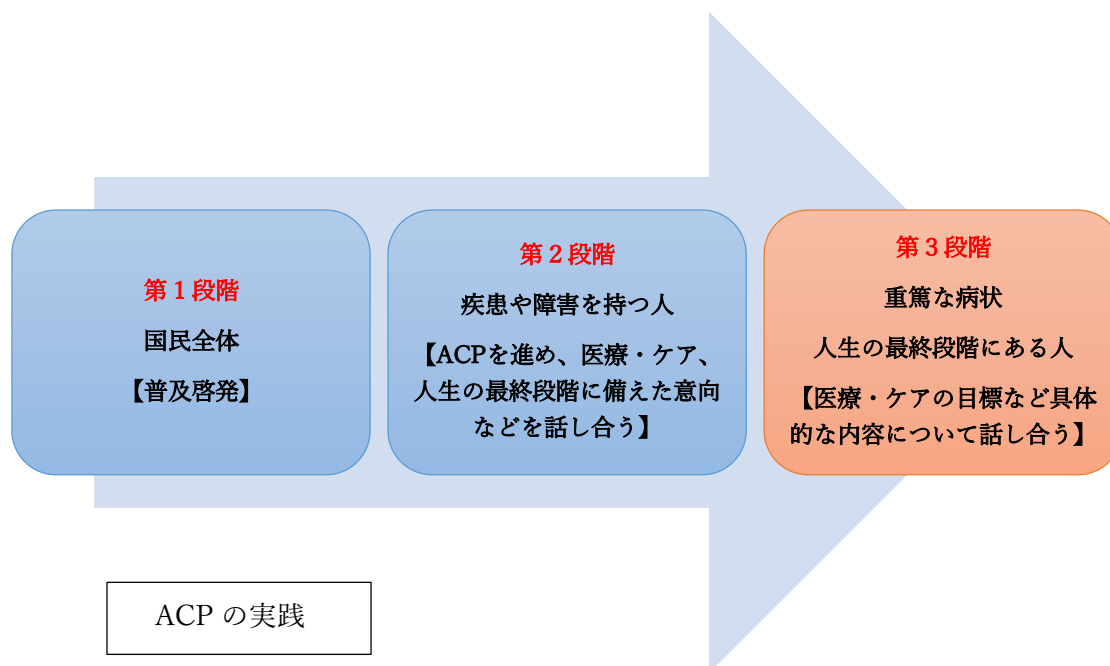 第１段階
国民全体
【普及啓発】
第２段階
疾患や障害を持つ人
【ACPを進め、医療・ケア、
人生の最終段階に備えた意向
などを話し合う】
第３段階
重篤な病状
人生の最終段階にある人
【医療・ケアの目標など具体
的な内容について話し合う】
ACP の実践